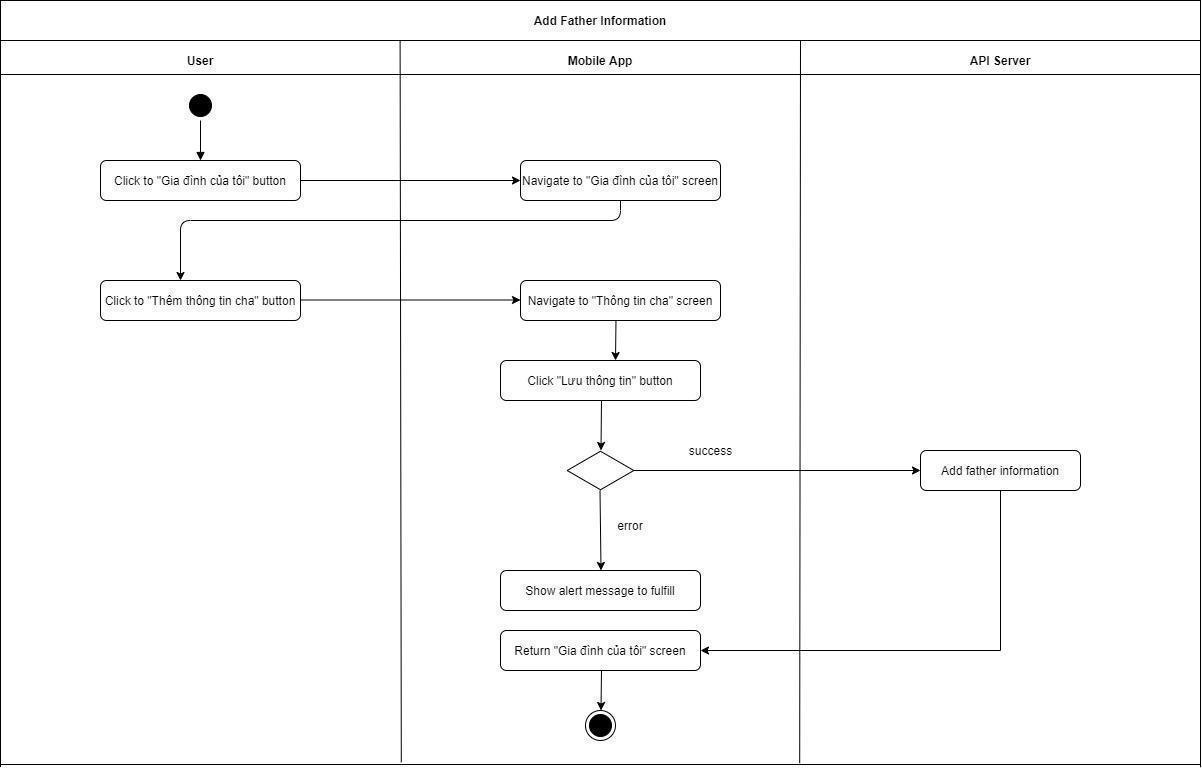 Add Father Information
User
Mobile App
API Server
Click to "Gia đình của tôi" button
Navigate to "Gia đình của tôi" screen
Click to "Thêm thông tin cha" button
Navigate to "Thông tin cha" screen
Click "Lưu thông tin" button
success
Add father information
error
Show alert message to fulfill
Return "Gia đình của tôi" screen